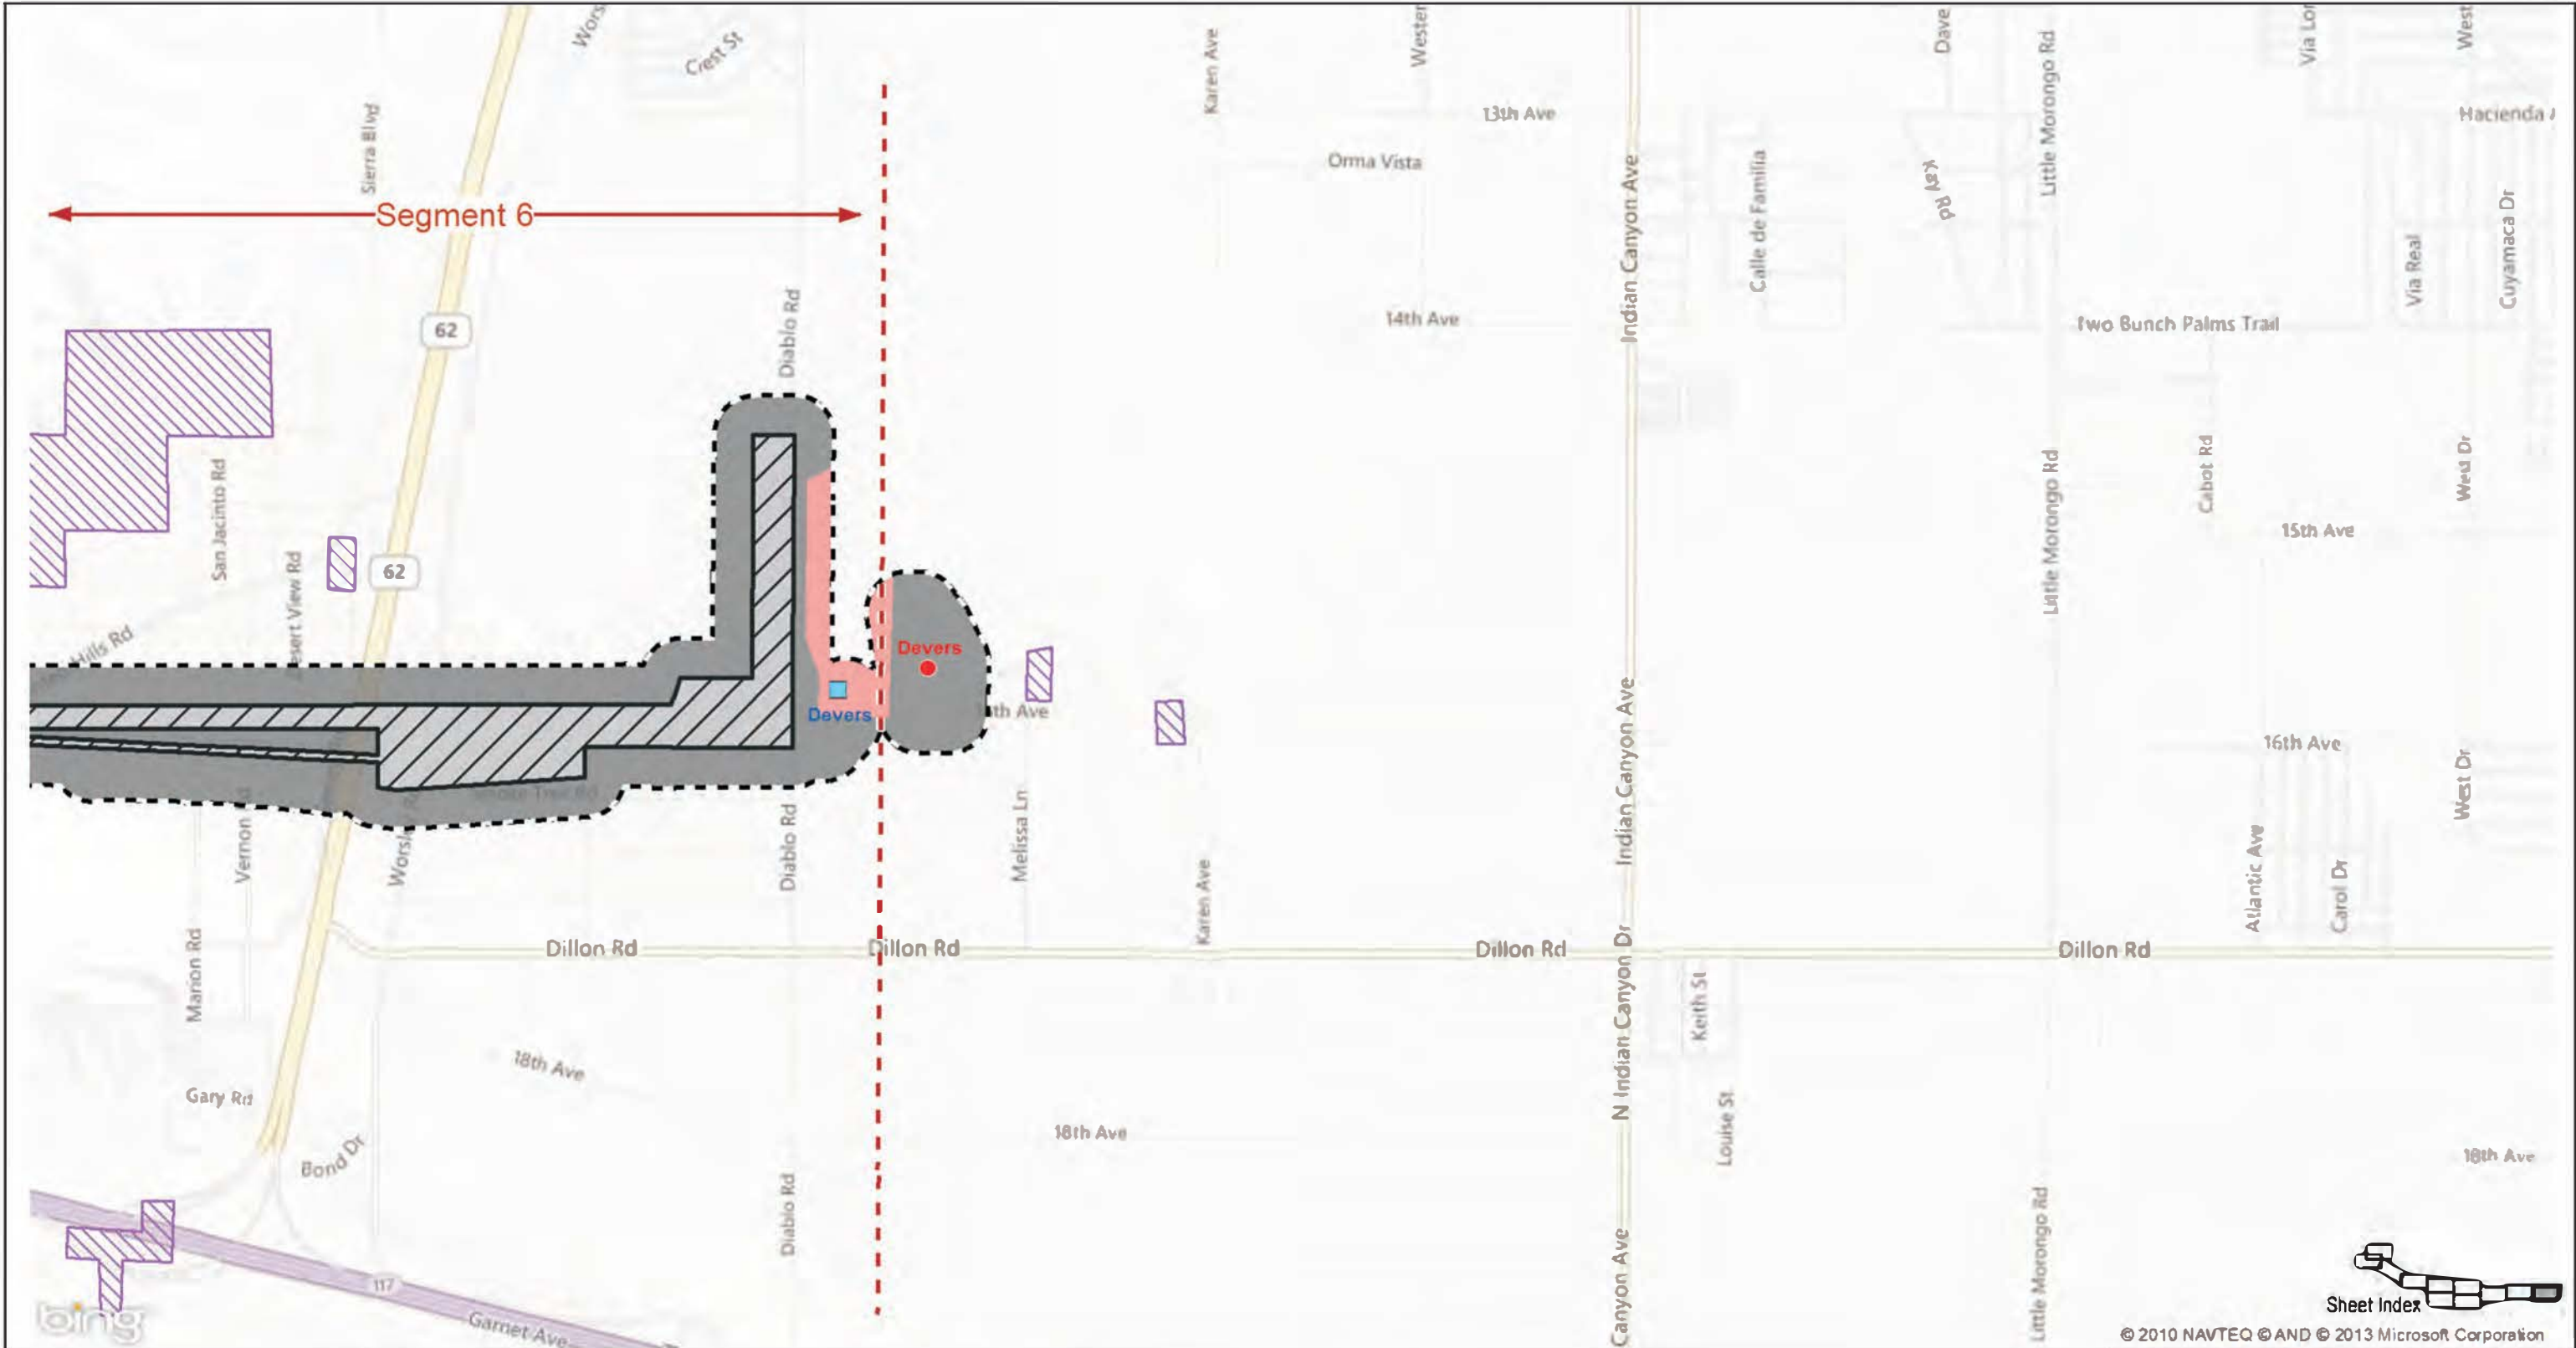 Crest St
Karen Ave
Dave
Little Morongo Rd
Sierra Blvd
13th Ave
Hacienda
Orma Vista
Calle de Familia
Key Rd
Segment 6
Indian Canyon Ave
Via Real
Cuyamaca Dr
62
Diablo Rd
14th Ave
Two Bunch Palms Trail
San Jacinto Rd
Little Morongo Rd
Cabot Rd
West Dr
15th Ave
62
Hills Rd
Devers
Devers
th Ave
Indian Canyon Ave
16th Ave
West Dr
Vernon
Diablo Rd
Melissa Ln
Karen Ave
Atlantic Ave
Carol Dr
Dillon Rd
Dillon Rd
Dillon Rd
Dillon Rd
Marion Rd
N Indian Canyon Dr
Keith St
18th Ave
Gary Rd
Louise St
18th Ave
18th Ave
Bond Dr
Diablo Rd
Canyon Ave
Little Morongo Rd
117
Garnet Ave
bing
Sheet Index
© 2010 NAVTEQ © AND © 2013 Microsoft Corporation